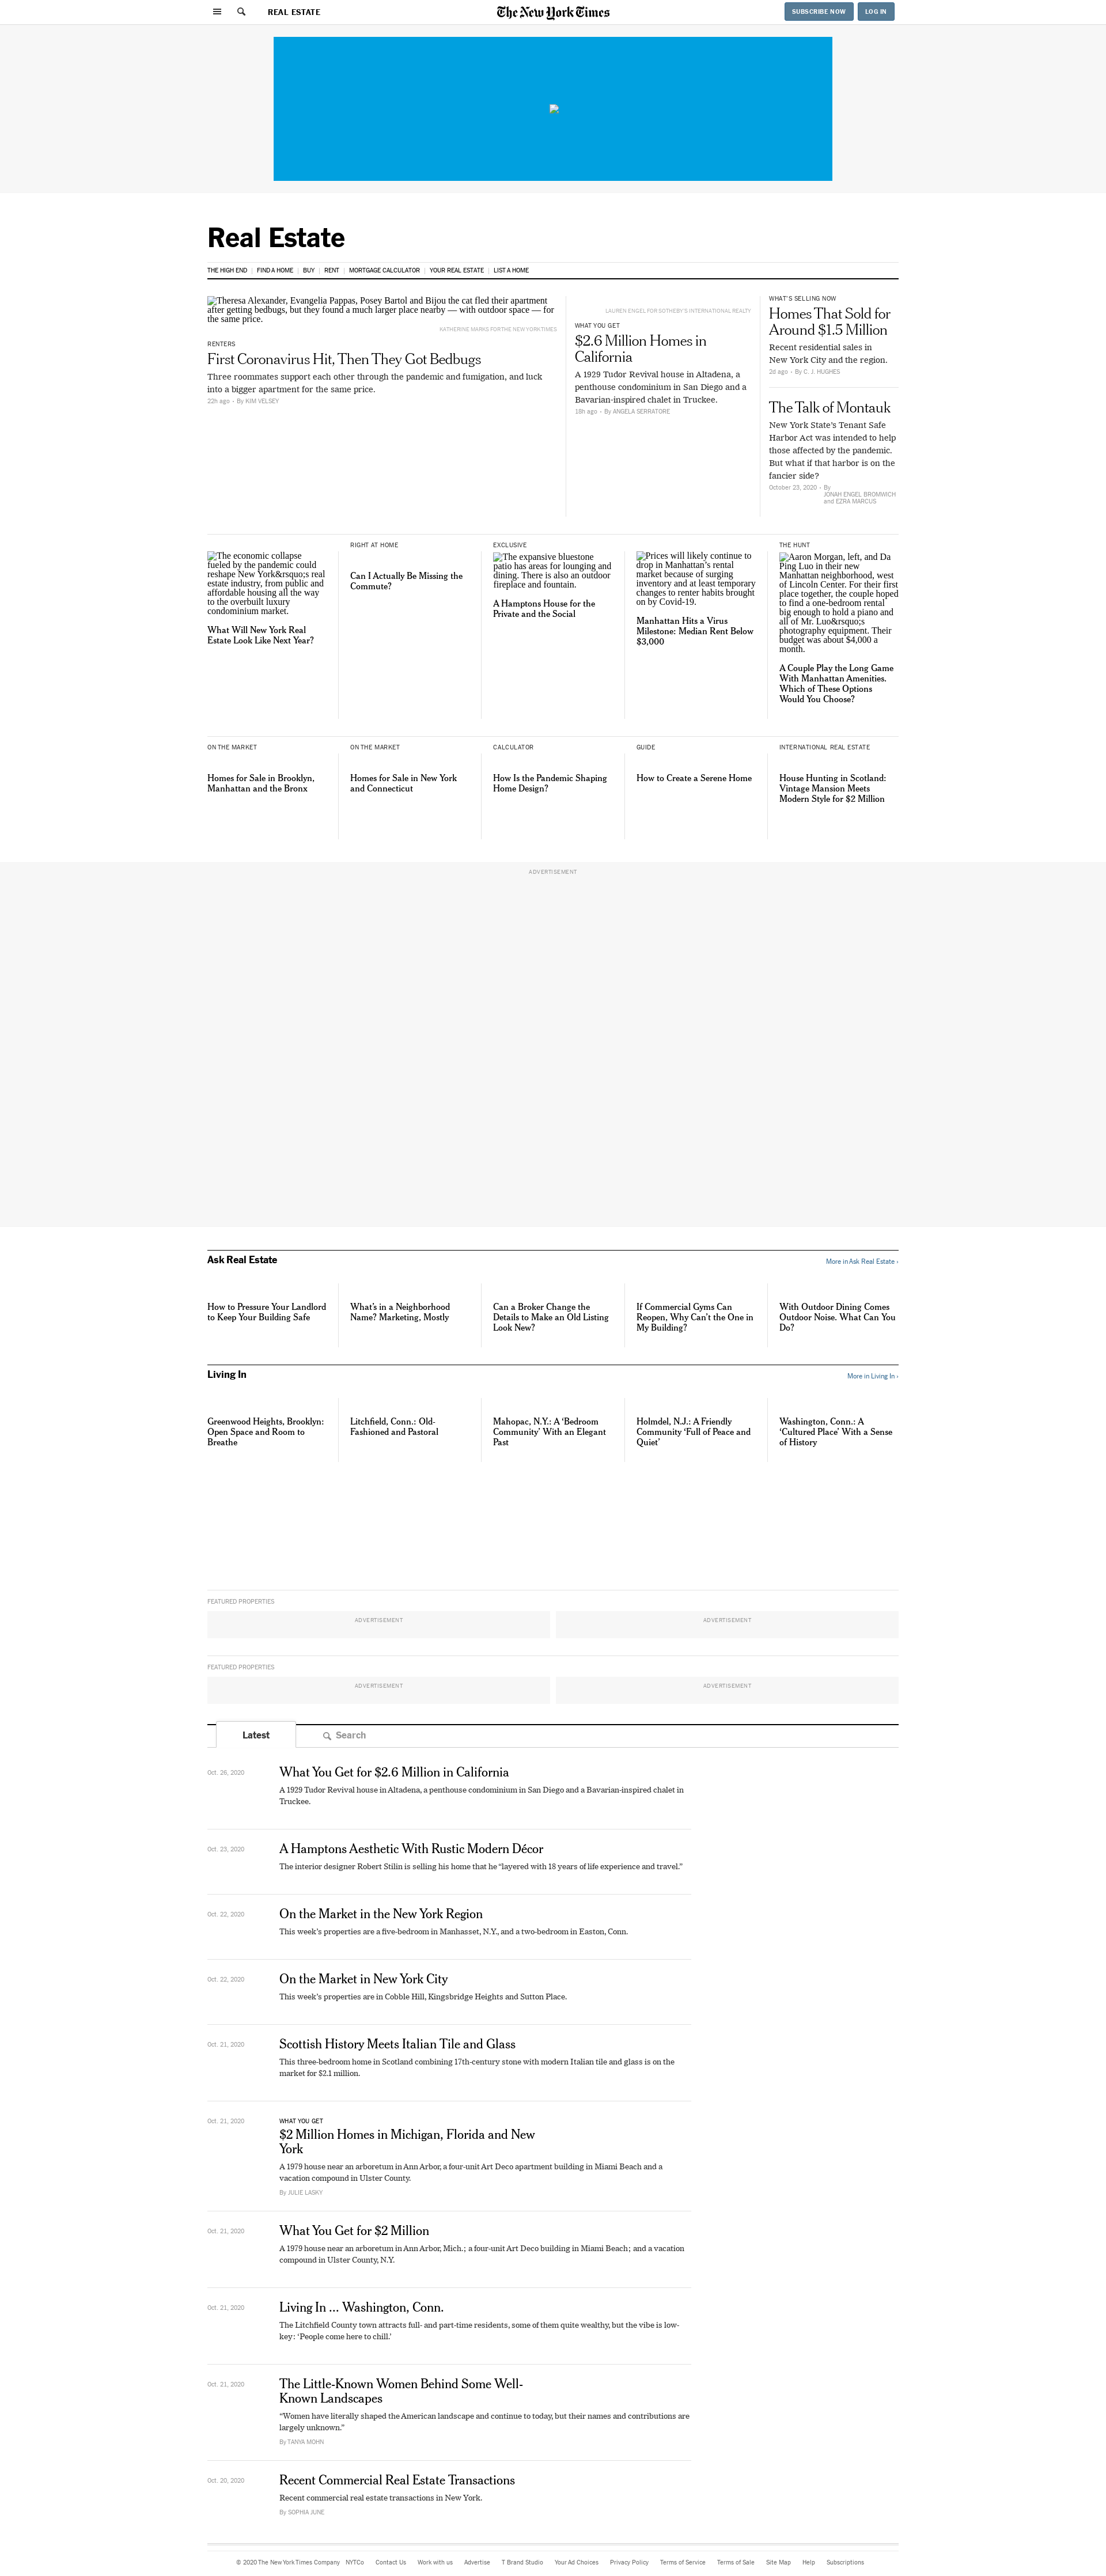 REAL ESTATE
The New York Times
SUBSCRIBE NOW
LOG IN
Real Estate
THE HIGH END
FIND A HOME
BUY
RENT
MORTGAGE CALCULATOR
YOUR REAL ESTATE
LIST A HOME
Theresa Alexander, Evangelia Pappas, Posey Bartol and Bijou the cat fled their apartment
after getting bedbugs, but they found a much larger place nearby — with outdoor space — for
the same price.
KATHERINE MARKS FOR THE NEW YORK TIMES
RENTERS
First Coronavirus Hit, Then They Got Bedbugs
Three roommates support each other through the pandemic and fumigation, and luck
into a bigger apartment for the same price.
22h ago • By KIM VELSEY
LAUREN ENGEL FOR SOTHEBY'S INTERNATIONAL REALTY
WHAT YOU GET
$2.6 Million Homes in
California
A 1929 Tudor Revival house in Altadena, a
penthouse condominium in San Diego and a
Bavarian-inspired chalet in Truckee.
18h ago • By ANGELA SERRATORE
WHAT'S SELLING NOW
Homes That Sold for
Around $1.5 Million
Recent residential sales in
New York City and the region.
2d ago • By C. J. HUGHES
The Talk of Montauk
New York State’s Tenant Safe
Harbor Act was intended to help
those affected by the pandemic.
But what if that harbor is on the
fancier side?
October 23, 2020 • By
JONAH ENGEL BROMWICH
and EZRA MARCUS
The economic collapse
fueled by the pandemic could
reshape New York&rsquo;s real
estate industry, from public and
affordable housing all the way
to the overbuilt luxury
condominium market.
What Will New York Real
Estate Look Like Next Year?
RIGHT AT HOME
Can I Actually Be Missing the
Commute?
EXCLUSIVE
The expansive bluestone
patio has areas for lounging and
dining. There is also an outdoor
fireplace and fountain.
A Hamptons House for the
Private and the Social
Prices will likely continue to
drop in Manhattan’s rental
market because of surging
inventory and at least temporary
changes to renter habits brought
on by Covid-19.
Manhattan Hits a Virus
Milestone: Median Rent Below
$3,000
THE HUNT
Aaron Morgan, left, and Da
Ping Luo in their new
Manhattan neighborhood, west
of Lincoln Center. For their first
place together, the couple hoped
to find a one-bedroom rental
big enough to hold a piano and
all of Mr. Luo&rsquo;s
photography equipment. Their
budget was about $4,000 a
month.
A Couple Play the Long Game
With Manhattan Amenities.
Which of These Options
Would You Choose?
ON THE MARKET
Homes for Sale in Brooklyn,
Manhattan and the Bronx
ON THE MARKET
Homes for Sale in New York
and Connecticut
CALCULATOR
How Is the Pandemic Shaping
Home Design?
GUIDE
How to Create a Serene Home
INTERNATIONAL REAL ESTATE
House Hunting in Scotland:
Vintage Mansion Meets
Modern Style for $2 Million
ADVERTISEMENT
Ask Real Estate
More in Ask Real Estate ›
How to Pressure Your Landlord
to Keep Your Building Safe
What’s in a Neighborhood
Name? Marketing, Mostly
Can a Broker Change the
Details to Make an Old Listing
Look New?
If Commercial Gyms Can
Reopen, Why Can’t the One in
My Building?
With Outdoor Dining Comes
Outdoor Noise. What Can You
Do?
Living In
More in Living In ›
Greenwood Heights, Brooklyn:
Open Space and Room to
Breathe
Litchfield, Conn.: Old-
Fashioned and Pastoral
Mahopac, N.Y.: A ‘Bedroom
Community’ With an Elegant
Past
Holmdel, N.J.: A Friendly
Community ‘Full of Peace and
Quiet’
Washington, Conn.: A
‘Cultured Place’ With a Sense
of History
FEATURED PROPERTIES
ADVERTISEMENT
ADVERTISEMENT
FEATURED PROPERTIES
ADVERTISEMENT
ADVERTISEMENT
Latest
Search
Oct. 26, 2020
What You Get for $2.6 Million in California
A 1929 Tudor Revival house in Altadena, a penthouse condominium in San Diego and a Bavarian-inspired chalet in
Truckee.
Oct. 23, 2020
A Hamptons Aesthetic With Rustic Modern Décor
The interior designer Robert Stilin is selling his home that he “layered with 18 years of life experience and travel.”
Oct. 22, 2020
On the Market in the New York Region
This week’s properties are a five-bedroom in Manhasset, N.Y., and a two-bedroom in Easton, Conn.
Oct. 22, 2020
On the Market in New York City
This week’s properties are in Cobble Hill, Kingsbridge Heights and Sutton Place.
Oct. 21, 2020
Scottish History Meets Italian Tile and Glass
This three-bedroom home in Scotland combining 17th-century stone with modern Italian tile and glass is on the
market for $2.1 million.
Oct. 21, 2020
WHAT YOU GET
$2 Million Homes in Michigan, Florida and New
York
A 1979 house near an arboretum in Ann Arbor, a four-unit Art Deco apartment building in Miami Beach and a
vacation compound in Ulster County.
By JULIE LASKY
Oct. 21, 2020
What You Get for $2 Million
A 1979 house near an arboretum in Ann Arbor, Mich.; a four-unit Art Deco building in Miami Beach; and a vacation
compound in Ulster County, N.Y.
Oct. 21, 2020
Living In ... Washington, Conn.
The Litchfield County town attracts full- and part-time residents, some of them quite wealthy, but the vibe is low-
key: ‘People come here to chill.’
Oct. 21, 2020
The Little-Known Women Behind Some Well-
Known Landscapes
“Women have literally shaped the American landscape and continue to today, but their names and contributions are
largely unknown.”
By TANYA MOHN
Oct. 20, 2020
Recent Commercial Real Estate Transactions
Recent commercial real estate transactions in New York.
By SOPHIA JUNE
© 2020 The New York Times Company
NYTCo
Contact Us
Work with us
Advertise
T Brand Studio
Your Ad Choices
Privacy Policy
Terms of Service
Terms of Sale
Site Map
Help
Subscriptions